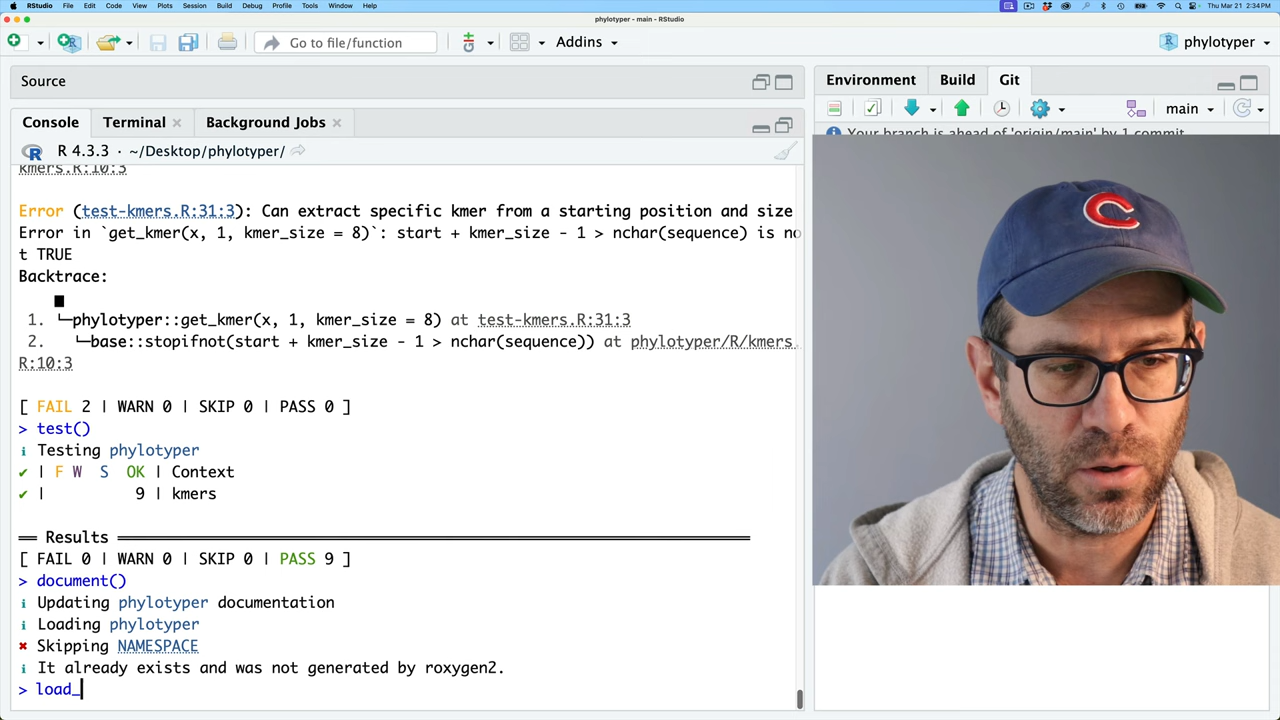 RStudio File Edit Code View Plots Session Build Debug Profile Tools Window Help Thu Mar 21 2:34PM
phylotyper - main - RStudio
Go to file/function Addins phylotyper
Source
Environment Build Git
Console Terminal Background Jobs
main
R 4.3.3 · ~/Desktop/phylotyper/
Your branch is ahead of 'origin/main' by 1 commit
kmers.R:10:3
Error (test-kmers.R:31:3): Can extract specific kmer from a starting position and size
Error in `get_kmer(x, 1, kmer_size = 8)`: start + kmer_size - 1 > nchar(sequence) is no
t TRUE
Backtrace:
1. └─phylotyper::get_kmer(x, 1, kmer_size = 8) at test-kmers.R:31:3
2. └─base::stopifnot(start + kmer_size - 1 > nchar(sequence)) at phylotyper/R/kmers.
R:10:3
[ FAIL 2 | WARN 0 | SKIP 0 | PASS 0 ]
> test()
ℹ Testing phylotyper
✔ | F W S OK | Context
✔ | 9 | kmers
══ Results ══
[ FAIL 0 | WARN 0 | SKIP 0 | PASS 9 ]
> document()
ℹ Updating phylotyper documentation
ℹ Loading phylotyper
✖ Skipping NAMESPACE
ℹ It already exists and was not generated by roxygen2.
> load_